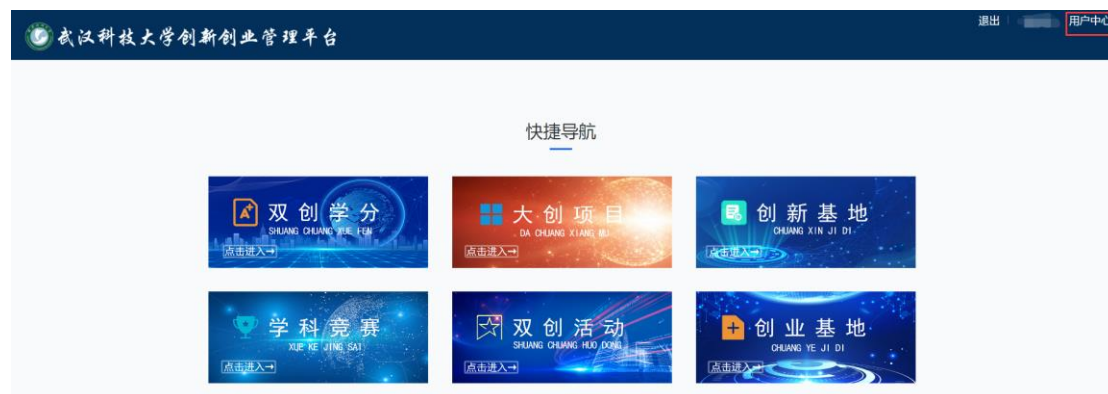 退出 | 用户中心
武汉科技大学创新创业管理平台
快捷导航
双创学分
SHUANG CHUANG XUE FEN
点击进入→
大创项目
DA CHUANG XIANG MU
点击进入→
创新基地
CHUANG XIN JI DI
点击进入→
学科竞赛
XUE KE JING SAI
点击进入→
双创活动
SHUANG CHUANG HUO DONG
点击进入→
创业基地
CHUANG YE JI DI
点击进入→